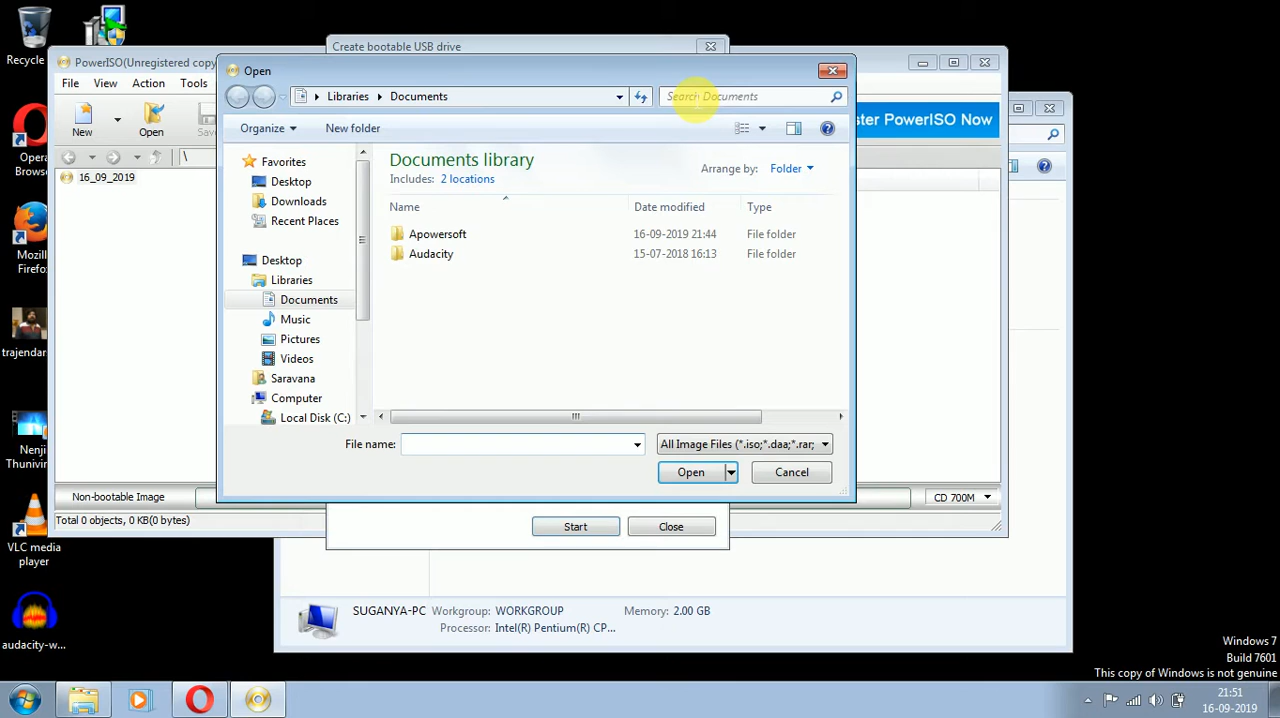 Recycle
Opera
Browser
Mozilla
Firefox
trajendar
Nenji
Thuniviru
VLC media
player
audacity-w...
PowerISO(Unregistered copy
File View Action Tools
New
Open
Sav
\
16_09_2019
ster PowerISO Now
Non-bootable Image
CD 700M
Total 0 objects, 0 KB(0 bytes)
Create bootable USB drive
Open
Libraries Documents
Search Documents
Organize
New folder
Favorites
Desktop
Downloads
Recent Places
Desktop
Libraries
Documents
Music
Pictures
Videos
Saravana
Computer
Local Disk (C:)
Documents library
Includes: 2 locations
Arrange by: Folder
Name Date modified Type
Apowersoft 16-09-2019 21:44 File folder
Audacity 15-07-2018 16:13 File folder
File name:
All Image Files (*.iso;*.daa;*.rar;
Open
Cancel
Start
Close
SUGANYA-PC Workgroup: WORKGROUP Memory: 2.00 GB
Processor: Intel(R) Pentium(R) CP...
Windows 7
Build 7601
This copy of Windows is not genuine
21:51
16-09-2019